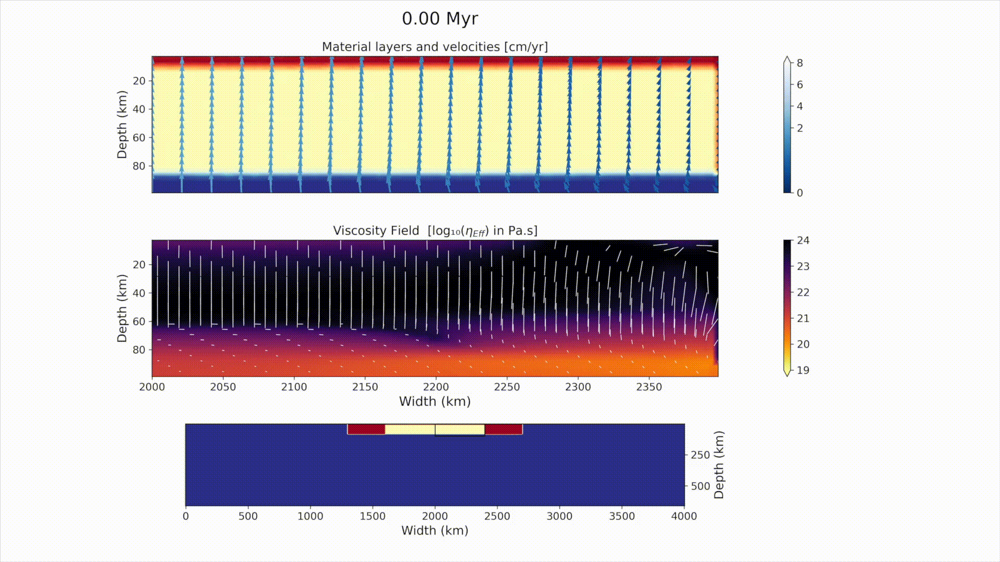 0.00 Myr
Material layers and velocities [cm/yr]
Depth (km)
20
40
60
80
8
6
4
2
0
Viscosity Field [log₁₀(η_Eff) in Pa.s]
Depth (km)
20
40
60
80
24
23
22
21
20
19
2000 2050 2100 2150 2200 2250 2300 2350
Width (km)
250
500
Depth (km)
0 500 1000 1500 2000 2500 3000 3500 4000
Width (km)